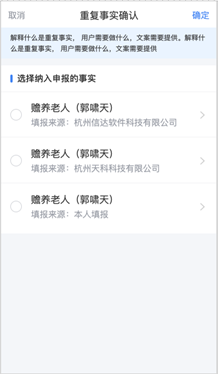 取消 重复事实确认 确定
解释什么是重复事实， 用户需要做什么，文案需要提供。解释什
么是重复事实， 用户需要做什么，文案需要提供
选择纳入申报的事实
赡养老人（郭啸天）
填报来源：杭州信达软件科技有限公司
赡养老人（郭啸天）
填报来源：杭州天科科技有限公司
赡养老人（郭啸天）
填报来源：本人填报